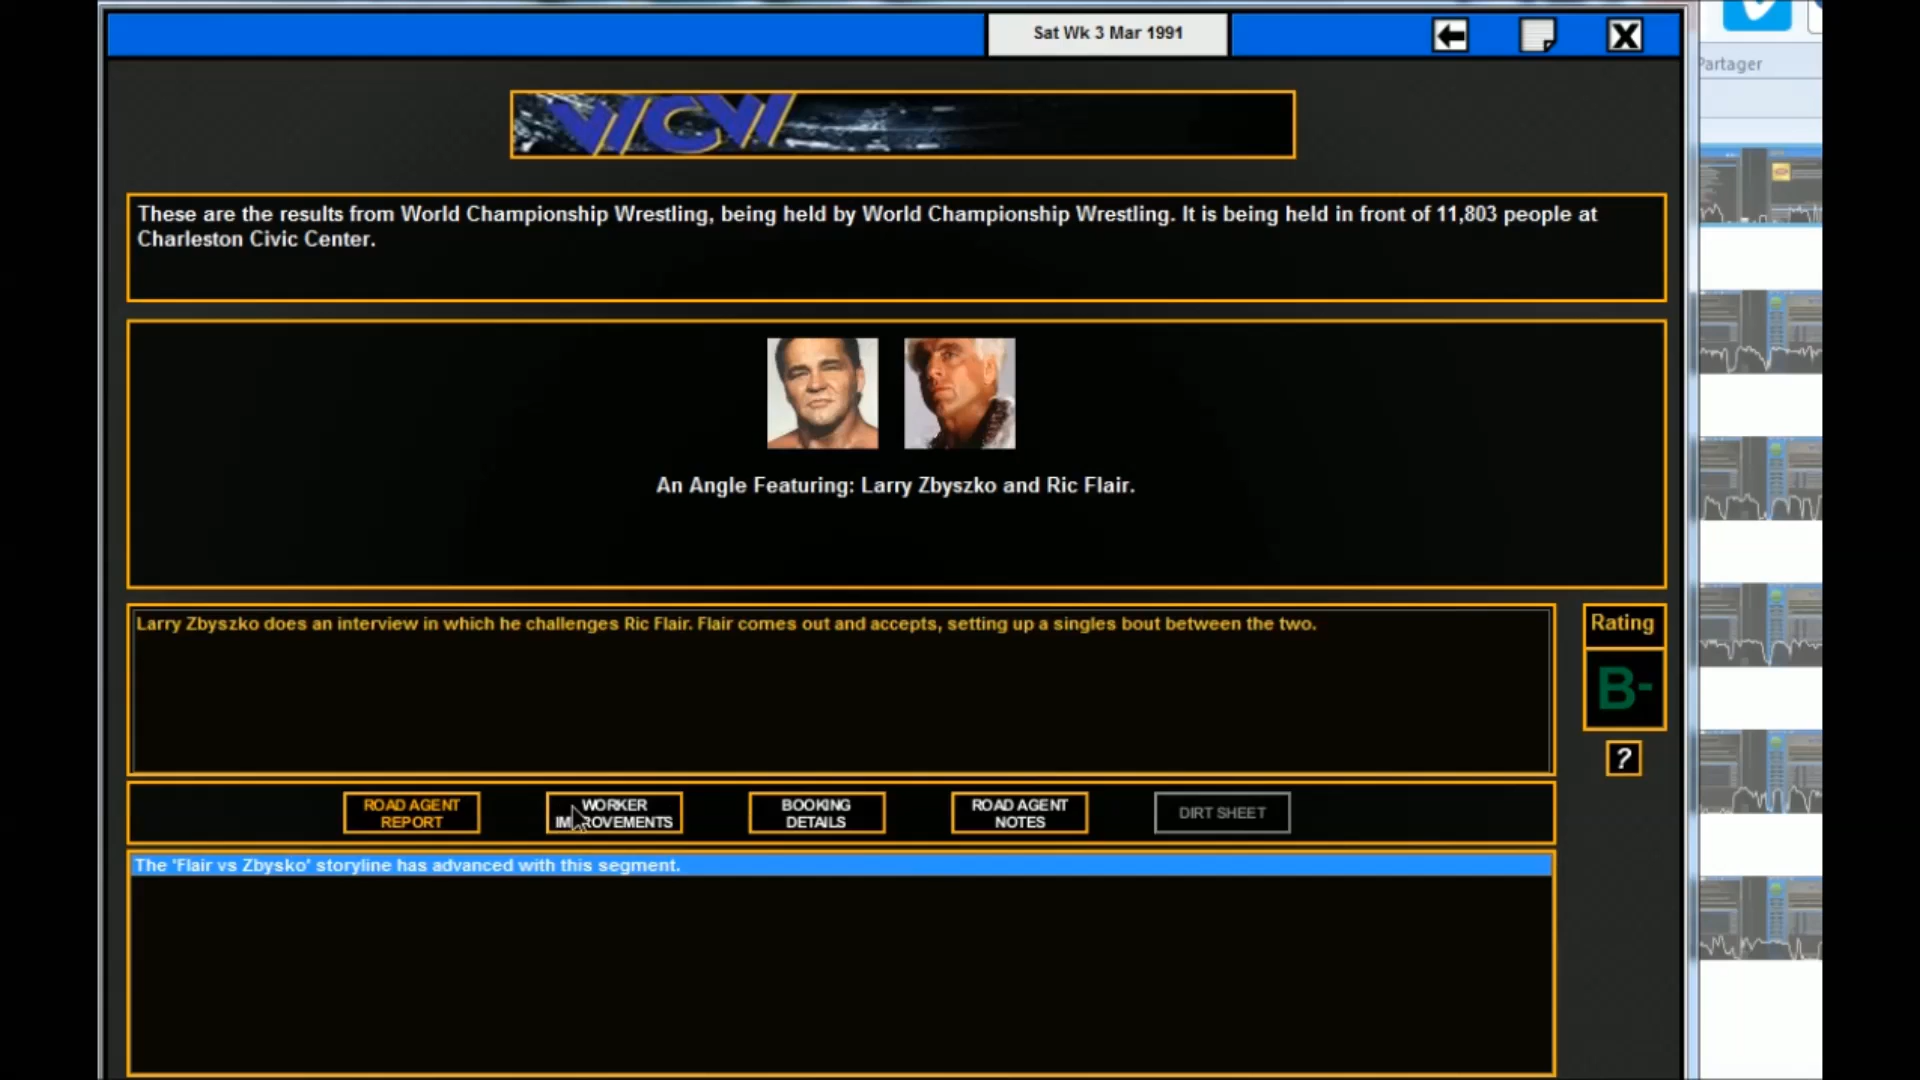 Sat Wk 3 Mar 1991
Partager
WCW
These are the results from World Championship Wrestling, being held by World Championship Wrestling. It is being held in front of 11,803 people at
Charleston Civic Center.
An Angle Featuring: Larry Zbyszko and Ric Flair.
Larry Zbyszko does an interview in which he challenges Ric Flair. Flair comes out and accepts, setting up a singles bout between the two.
Rating
B-
?
ROAD AGENT
REPORT
WORKER
IMPROVEMENTS
BOOKING
DETAILS
ROAD AGENT
NOTES
DIRT SHEET
The 'Flair vs Zbysko' storyline has advanced with this segment.